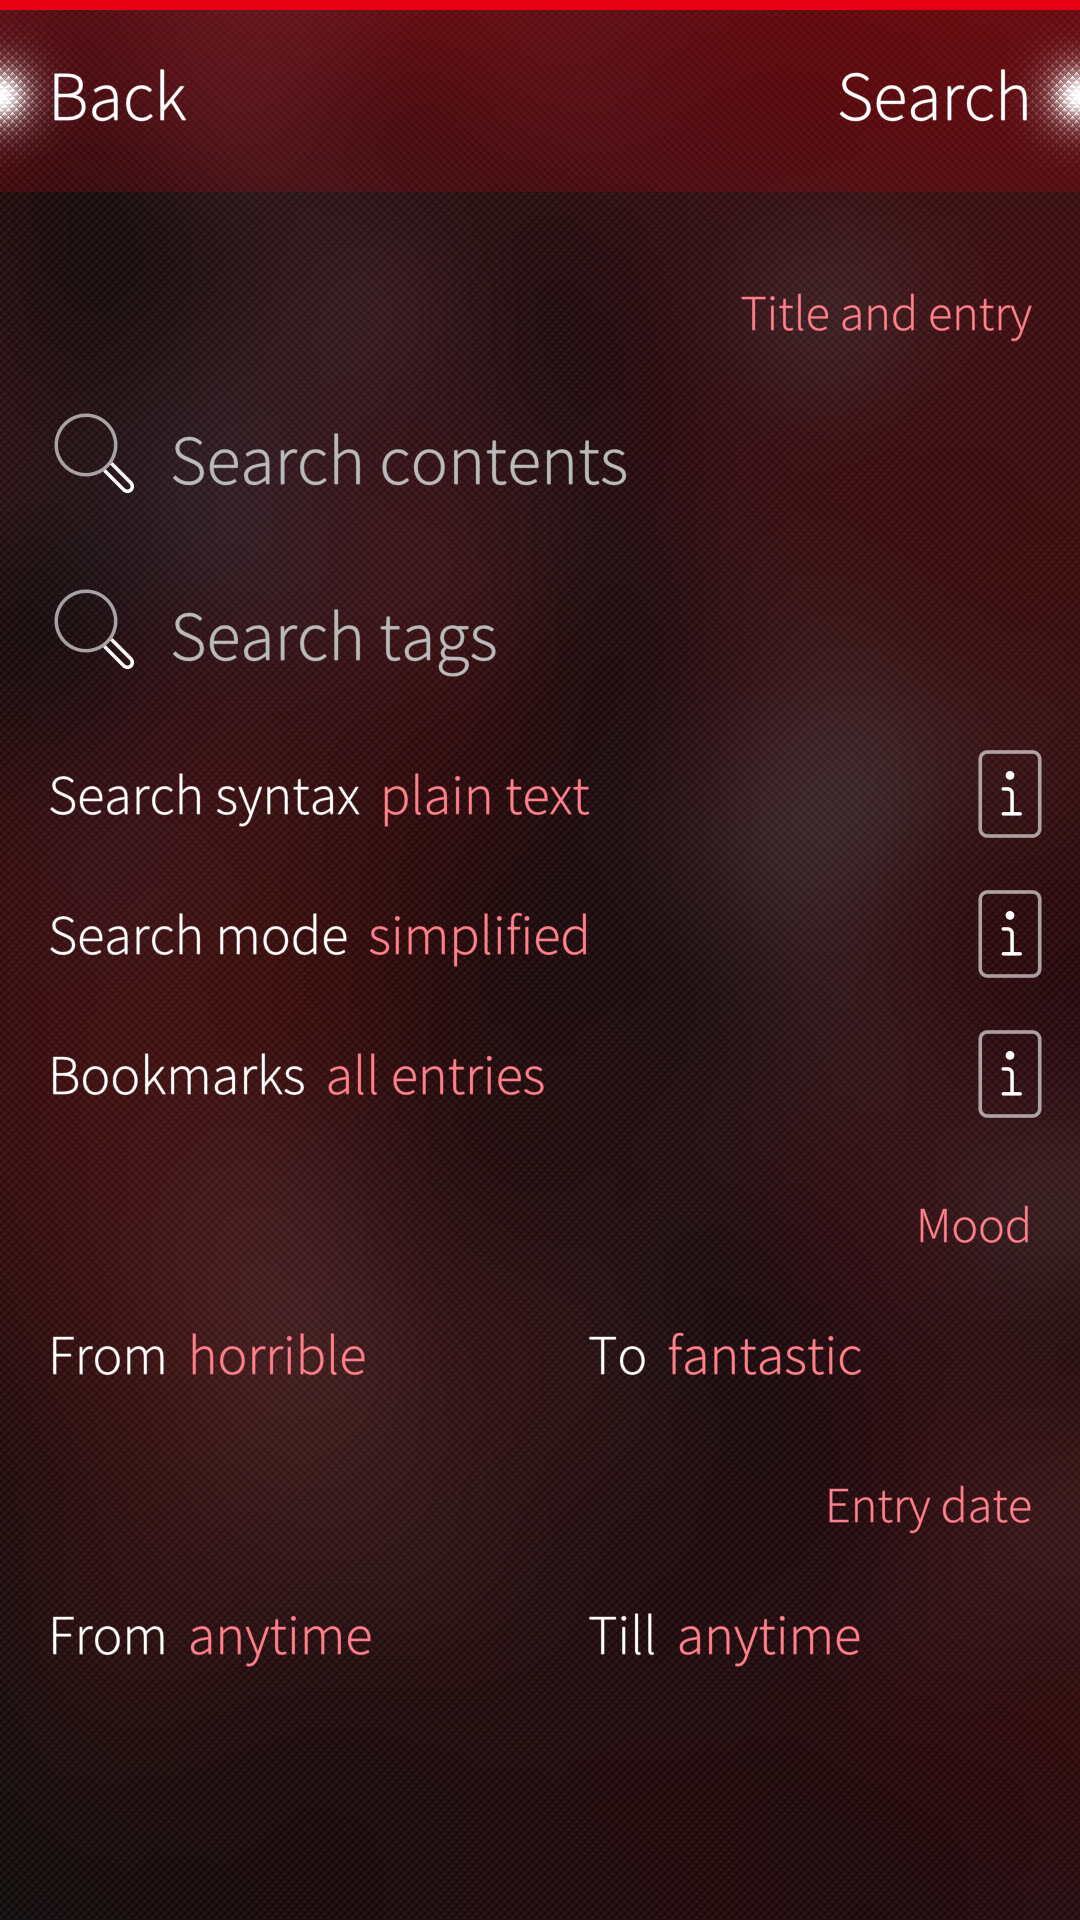 Back Search
Title and entry
Search contents
Search tags
Search syntax plain text
Search mode simplified
Bookmarks all entries
Mood
From horrible To fantastic
Entry date
From anytime Till anytime